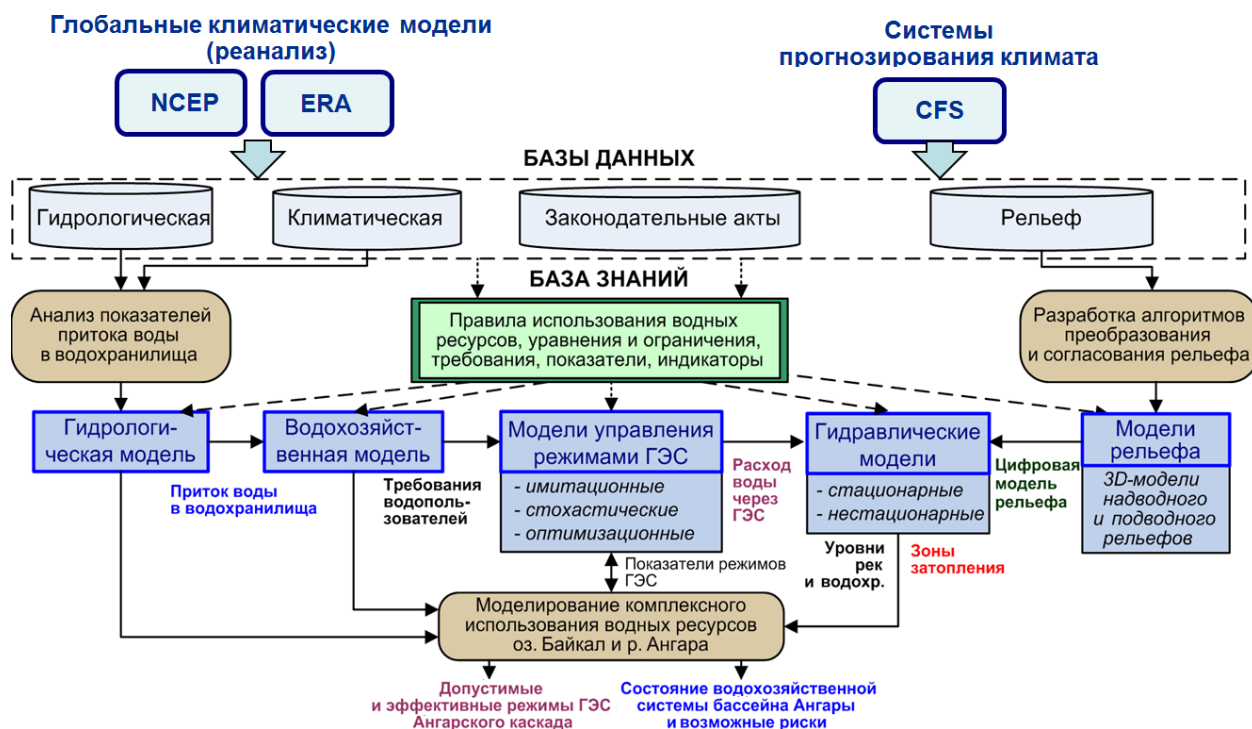 Глобальные климатические модели
(реанализ)
Системы
прогнозирования климата
NCEP
ERA
CFS
БАЗЫ ДАННЫХ
Гидрологическая
Климатическая
Законодательные акты
Рельеф
БАЗА ЗНАНИЙ
Анализ показателей
притока воды
в водохранилища
Правила использования водных
ресурсов, уравнения и ограничения,
требования, показатели, индикаторы
Разработка алгоритмов
преобразования
и согласования рельефа
Гидрологи-
ческая модель
Водохозяйст-
венная модель
Модели управления
режимами ГЭС
- имитационные
- стохастические
- оптимизационные
Гидравлические
модели
- стационарные
- нестационарные
Модели
рельефа
3D-модели
надводного
и подводного
рельефов
Приток воды
в водохранилища
Требования
водополь-
зователей
Расход
воды
через
ГЭС
Цифровая
модель
рельефа
Показатели режимов
ГЭС
Уровни
рек
и водохр.
Зоны
затопления
Моделирование комплексного
использования водных ресурсов
оз. Байкал и р. Ангара
Допустимые
и эффективные режимы ГЭС
Ангарского каскада
Состояние водохозяйственной
системы бассейна Ангары
и возможные риски